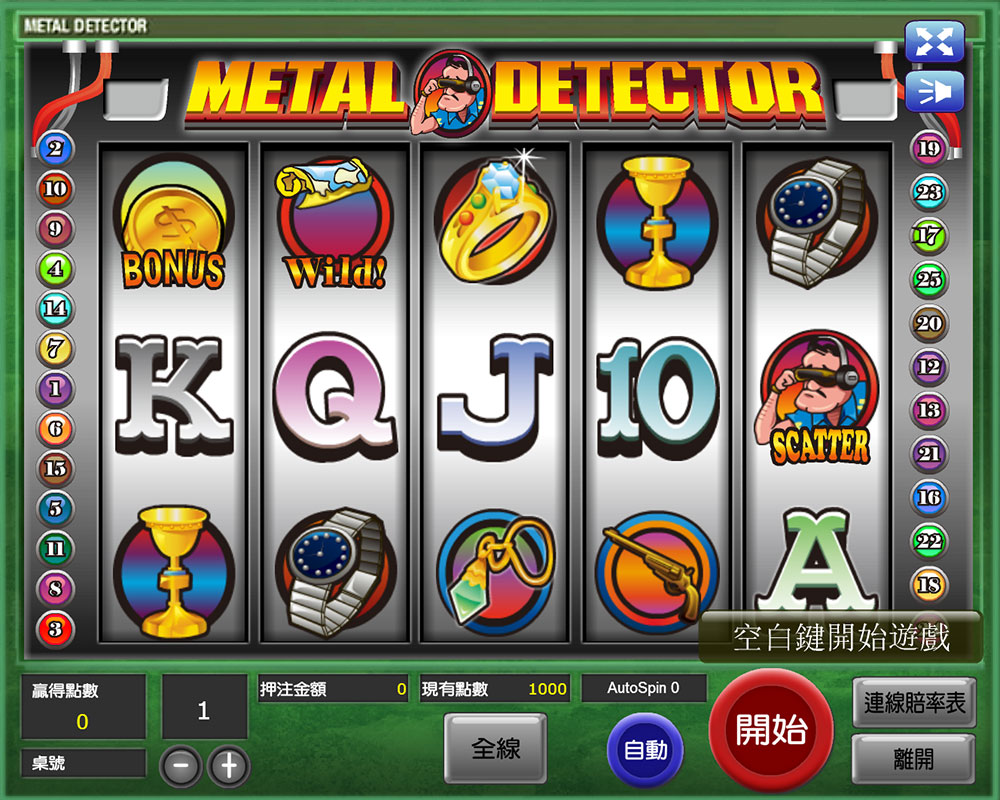 METAL DETECTOR
METAL DETECTOR
2
10
9
4
14
7
1
6
15
5
11
8
3
BONUS
Wild!
K
Q
J
10
SCATTER
A
19
23
17
25
20
12
13
21
16
22
18
空白鍵開始遊戲
贏得點數
0
1
押注金額 0
現有點數 1000
AutoSpin 0
桌號
全線
自動
開始
連線賠率表
離開